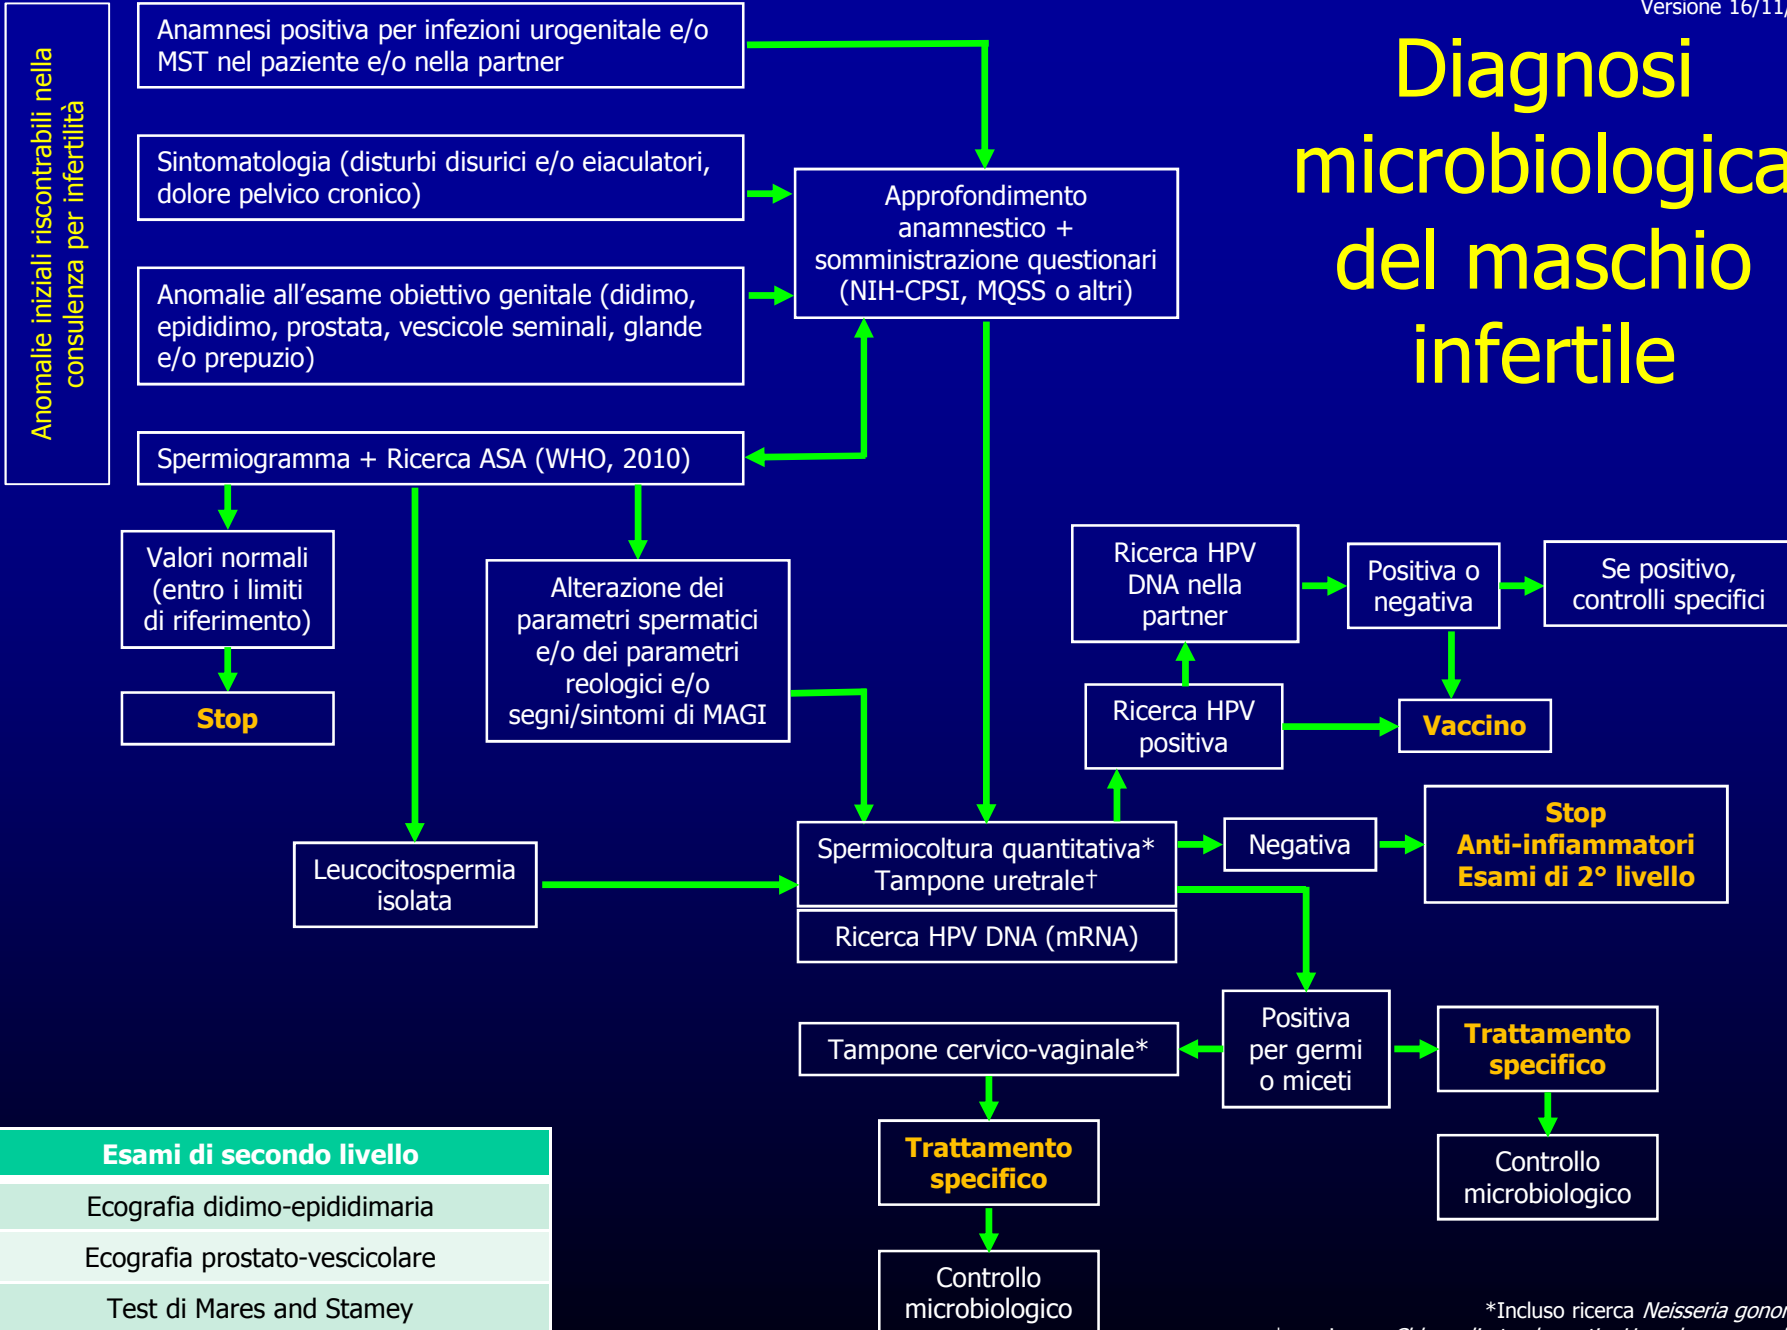 Versione 16/11/
Diagnosi
microbiologica
del maschio
infertile
Anomalie iniziali riscontrabili nella
consulenza per infertilità
Anamnesi positiva per infezioni urogenitale e/o
MST nel paziente e/o nella partner
Sintomatologia (disturbi disurici e/o eiaculatori,
dolore pelvico cronico)
Anomalie all'esame obiettivo genitale (didimo,
epididimo, prostata, vescicole seminali, glande
e/o prepuzio)
Approfondimento
anamnestico +
somministrazione questionari
(NIH-CPSI, MQSS o altri)
Spermiogramma + Ricerca ASA (WHO, 2010)
Valori normali
(entro i limiti
di riferimento)
Stop
Alterazione dei
parametri spermatici
e/o dei parametri
reologici e/o
segni/sintomi di MAGI
Leucocitospermia
isolata
Ricerca HPV
DNA nella
partner
Positiva o
negativa
Se positivo,
controlli specifici
Ricerca HPV
positiva
Vaccino
Spermiocoltura quantitativa*
Tampone uretrale†
Ricerca HPV DNA (mRNA)
Negativa
Stop
Anti-infiammatori
Esami di 2° livello
Positiva
per germi
o miceti
Tampone cervico-vaginale*
Trattamento
specifico
Controllo
microbiologico
Trattamento
specifico
Controllo
microbiologico
Esami di secondo livello
Ecografia didimo-epididimaria
Ecografia prostato-vescicolare
Test di Mares and Stamey
*Incluso ricerca Neisseria gonor